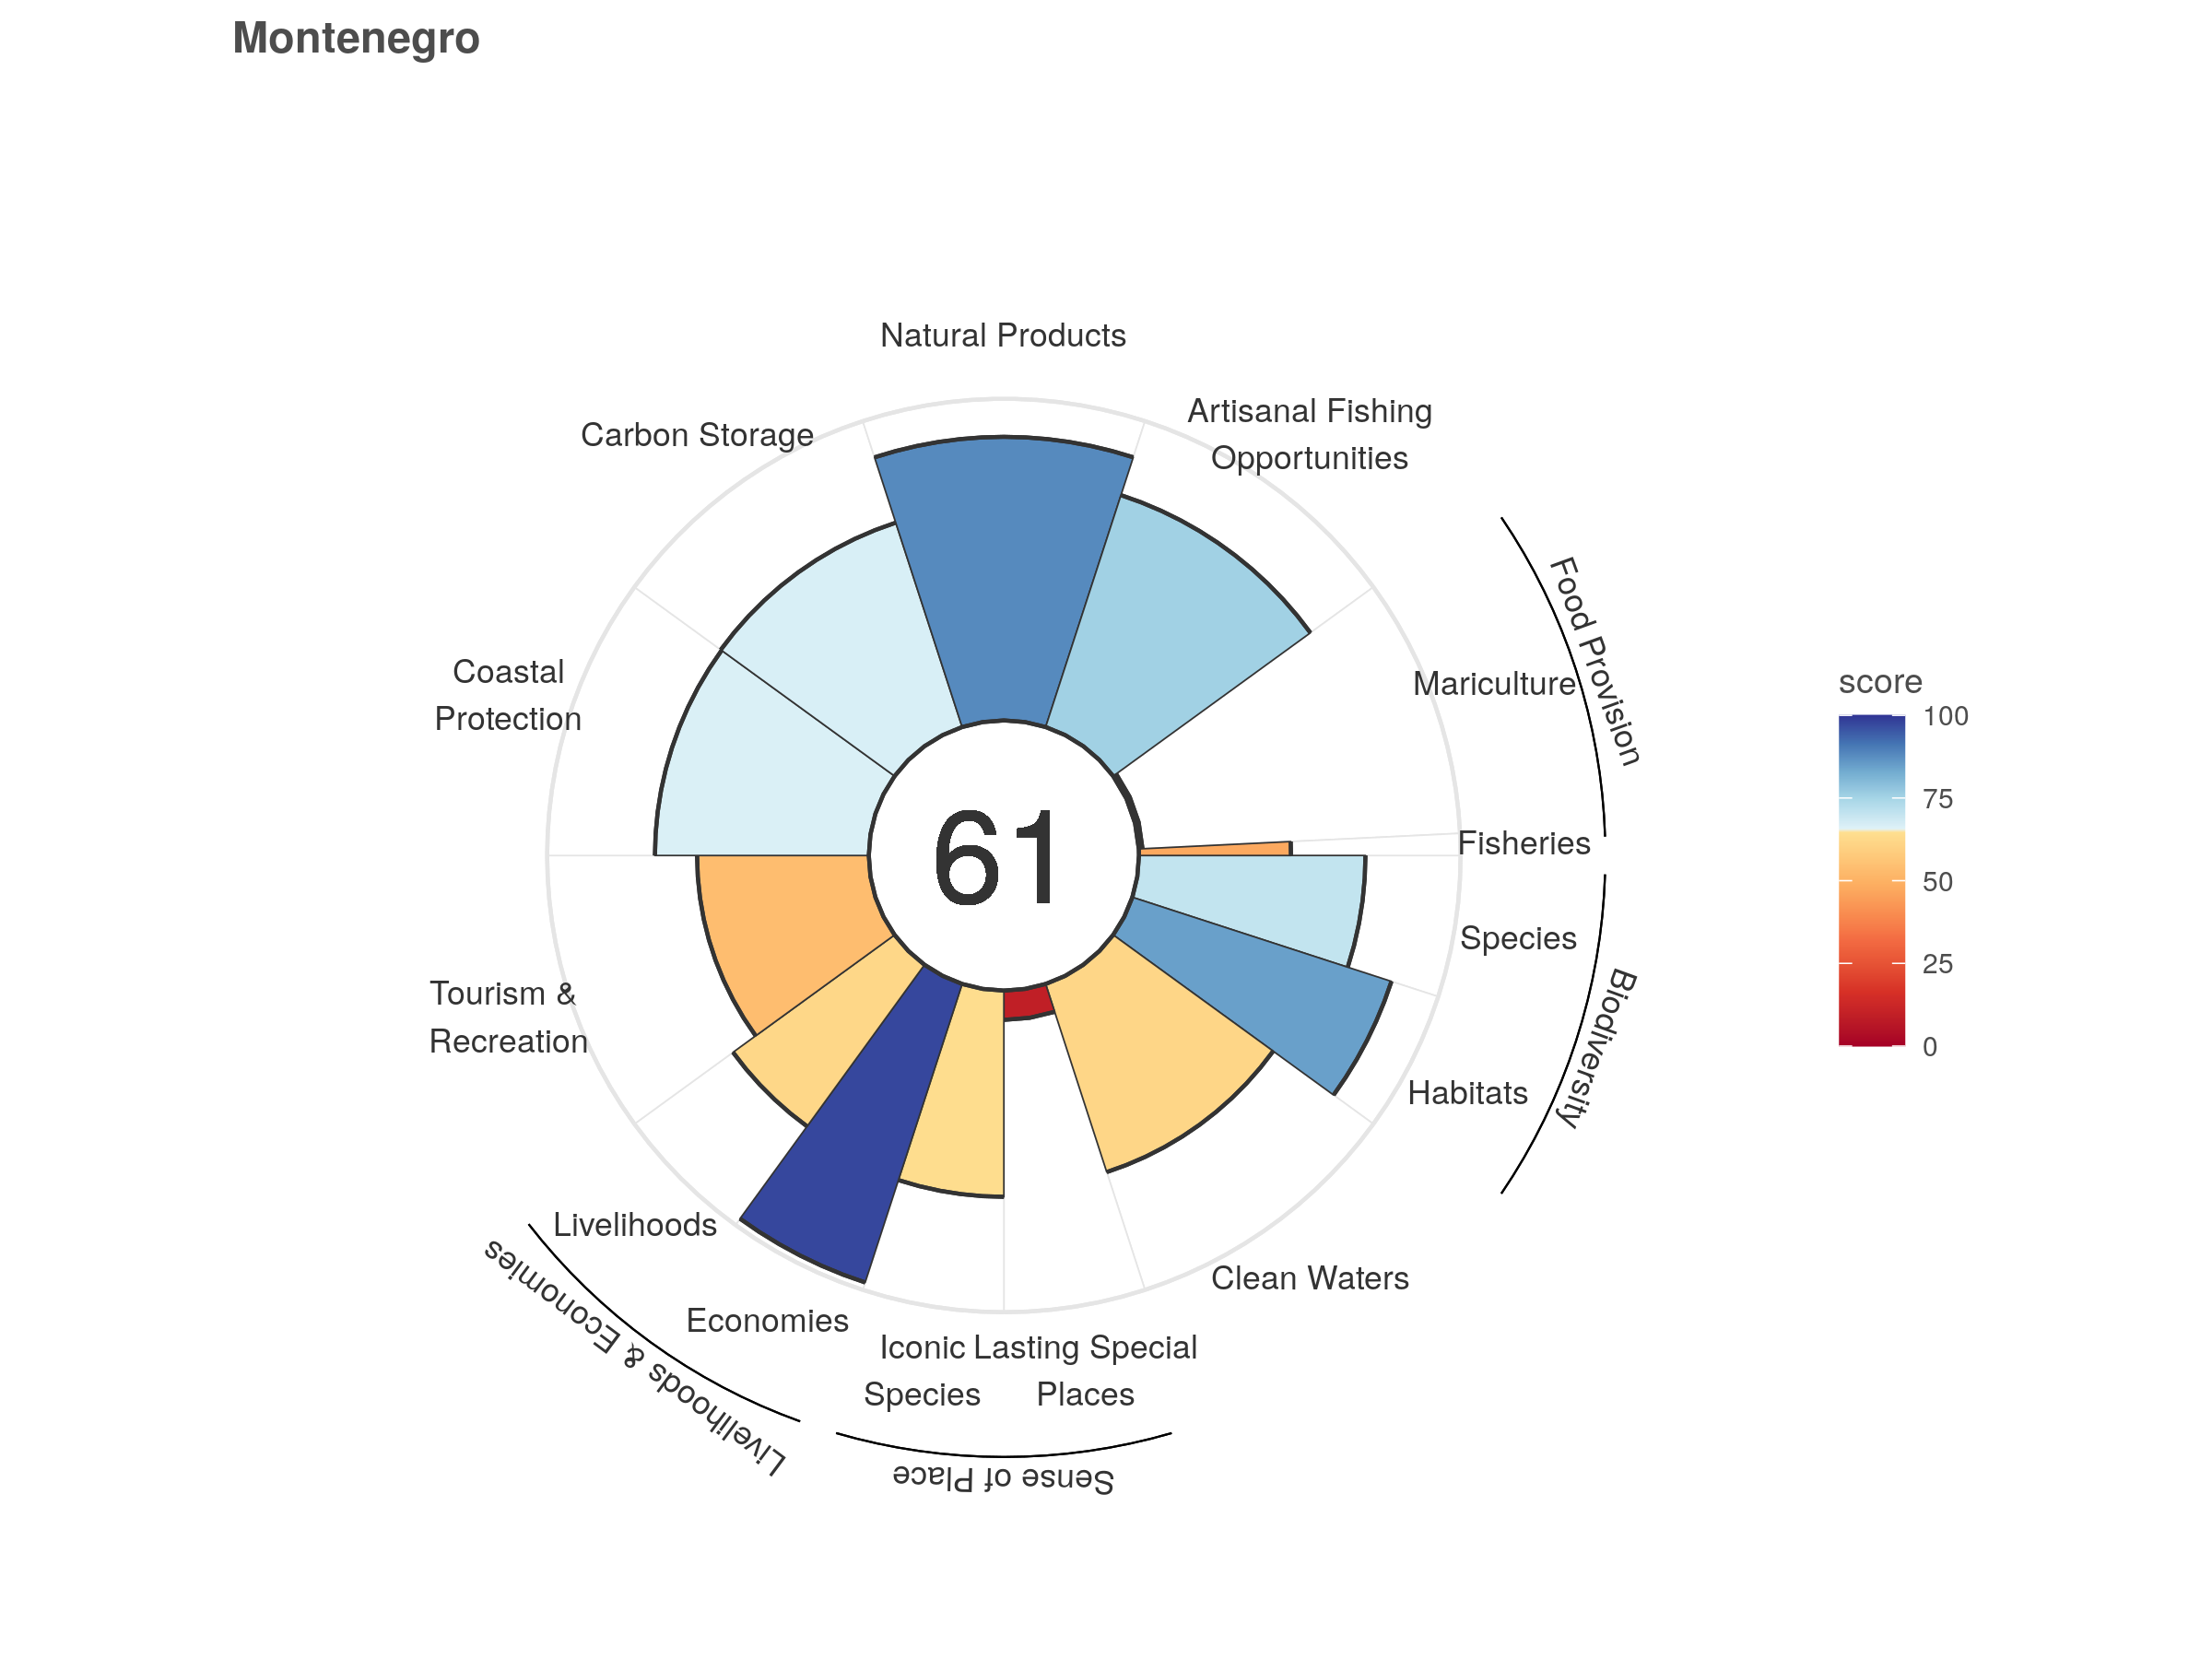 Montenegro
Natural Products
Artisanal Fishing
Opportunities
Carbon Storage
Food Provision
Coastal
Protection
Mariculture
score
100
75
50
25
0
61
Fisheries
Species
Biodiversity
Tourism &
Recreation
Habitats
Livelihoods
Clean Waters
Economies
Livelihoods & Economies
Iconic
Species
Lasting Special
Places
Sense of Place